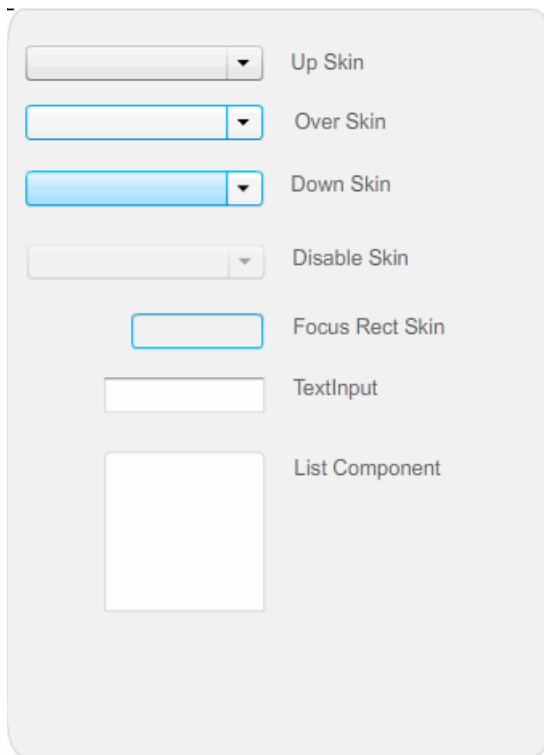 Up Skin
Over Skin
Down Skin
Disable Skin
Focus Rect Skin
TextInput
List Component